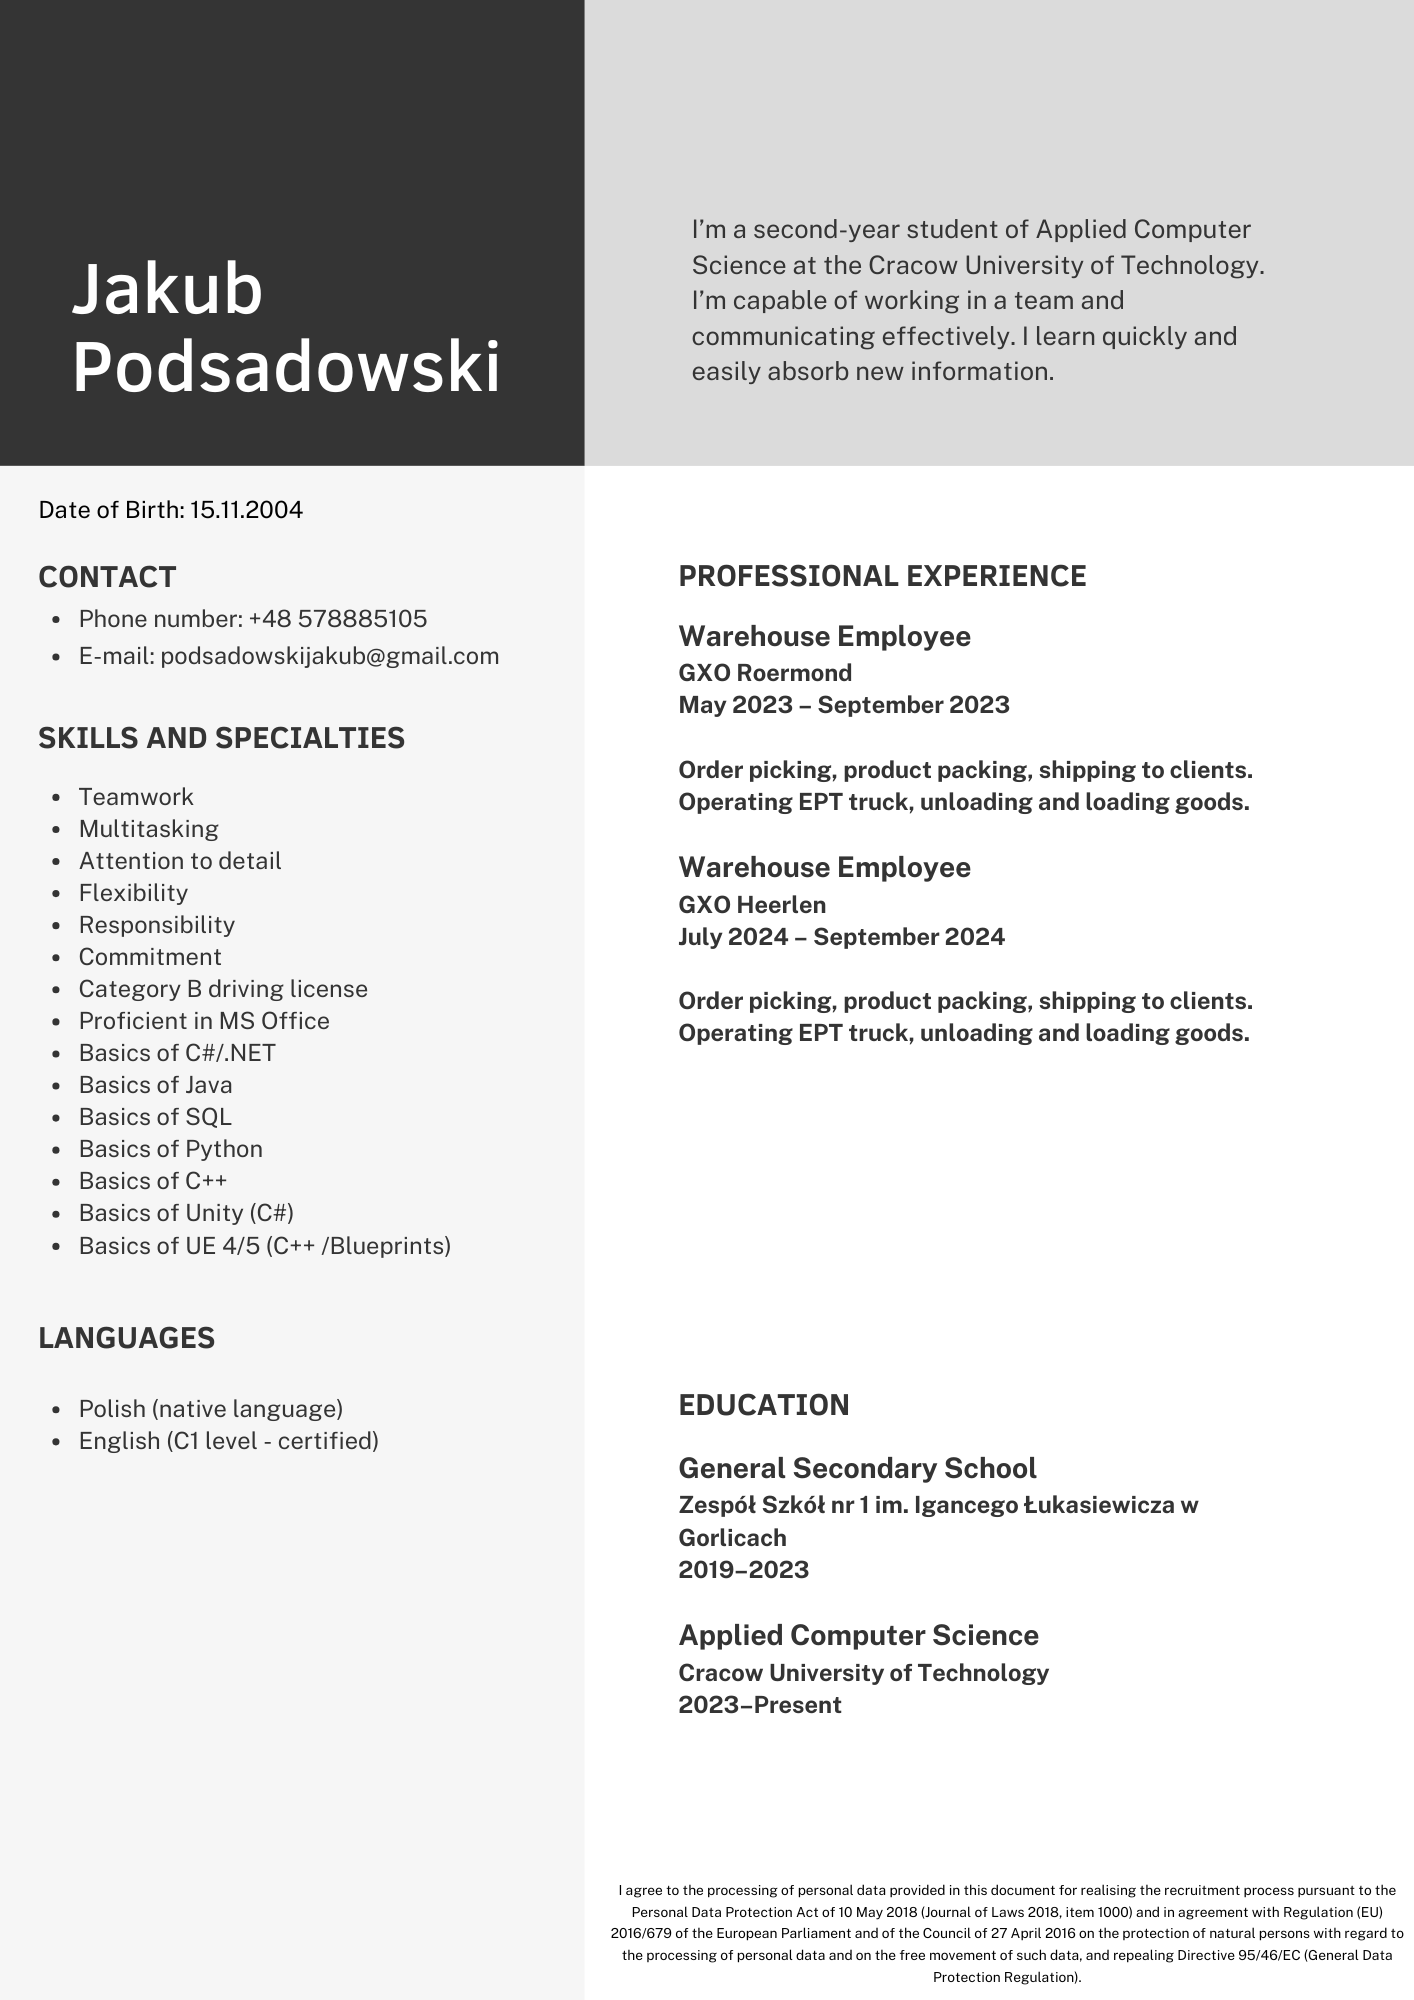 Jakub
Podsadowski
I’m a second-year student of Applied Computer
Science at the Cracow University of Technology.
I’m capable of working in a team and
communicating effectively. I learn quickly and
easily absorb new information.
Date of Birth: 15.11.2004
CONTACT
• Phone number: +48 578885105
• E-mail: podsadowskijakub@gmail.com
SKILLS AND SPECIALTIES
• Teamwork
• Multitasking
• Attention to detail
• Flexibility
• Responsibility
• Commitment
• Category B driving license
• Proficient in MS Office
• Basics of C#/.NET
• Basics of Java
• Basics of SQL
• Basics of Python
• Basics of C++
• Basics of Unity (C#)
• Basics of UE 4/5 (C++ /Blueprints)
LANGUAGES
• Polish (native language)
• English (C1 level - certified)
PROFESSIONAL EXPERIENCE
Warehouse Employee
GXO Roermond
May 2023 – September 2023
Order picking, product packing, shipping to clients.
Operating EPT truck, unloading and loading goods.
Warehouse Employee
GXO Heerlen
July 2024 – September 2024
Order picking, product packing, shipping to clients.
Operating EPT truck, unloading and loading goods.
EDUCATION
General Secondary School
Zespół Szkół nr 1 im. Igancego Łukasiewicza w
Gorlicach
2019–2023
Applied Computer Science
Cracow University of Technology
2023–Present
I agree to the processing of personal data provided in this document for realising the recruitment process pursuant to the
Personal Data Protection Act of 10 May 2018 (Journal of Laws 2018, item 1000) and in agreement with Regulation (EU)
2016/679 of the European Parliament and of the Council of 27 April 2016 on the protection of natural persons with regard to
the processing of personal data and on the free movement of such data, and repealing Directive 95/46/EC (General Data
Protection Regulation).